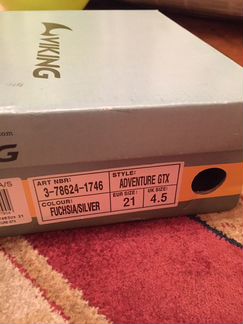 VIKING
.com
G
A/S
ART NBR:
3-78624-1746
STYLE:
ADVENTURE GTX
COLOUR:
FUCHSIA/SILVER
EUR SIZE:
21
UK SIZE:
4.5